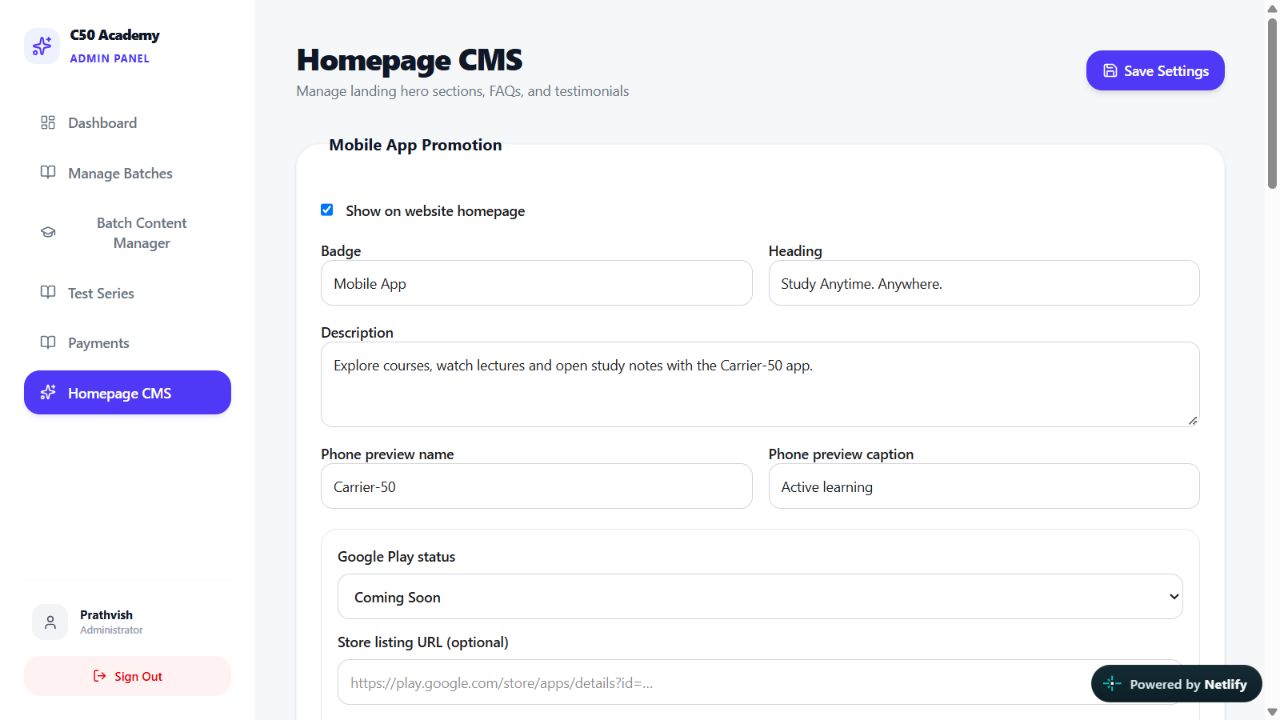 C50 Academy
ADMIN PANEL
Dashboard
Manage Batches
Batch Content
Manager
Test Series
Payments
Homepage CMS
Prathvish
Administrator
Sign Out
Homepage CMS
Manage landing hero sections, FAQs, and testimonials
Save Settings
Mobile App Promotion
Show on website homepage
Badge
Mobile App
Heading
Study Anytime. Anywhere.
Description
Explore courses, watch lectures and open study notes with the Carrier-50 app.
Phone preview name
Carrier-50
Phone preview caption
Active learning
Google Play status
Coming Soon
Store listing URL (optional)
https://play.google.com/store/apps/details?id=...
Powered by Netlify